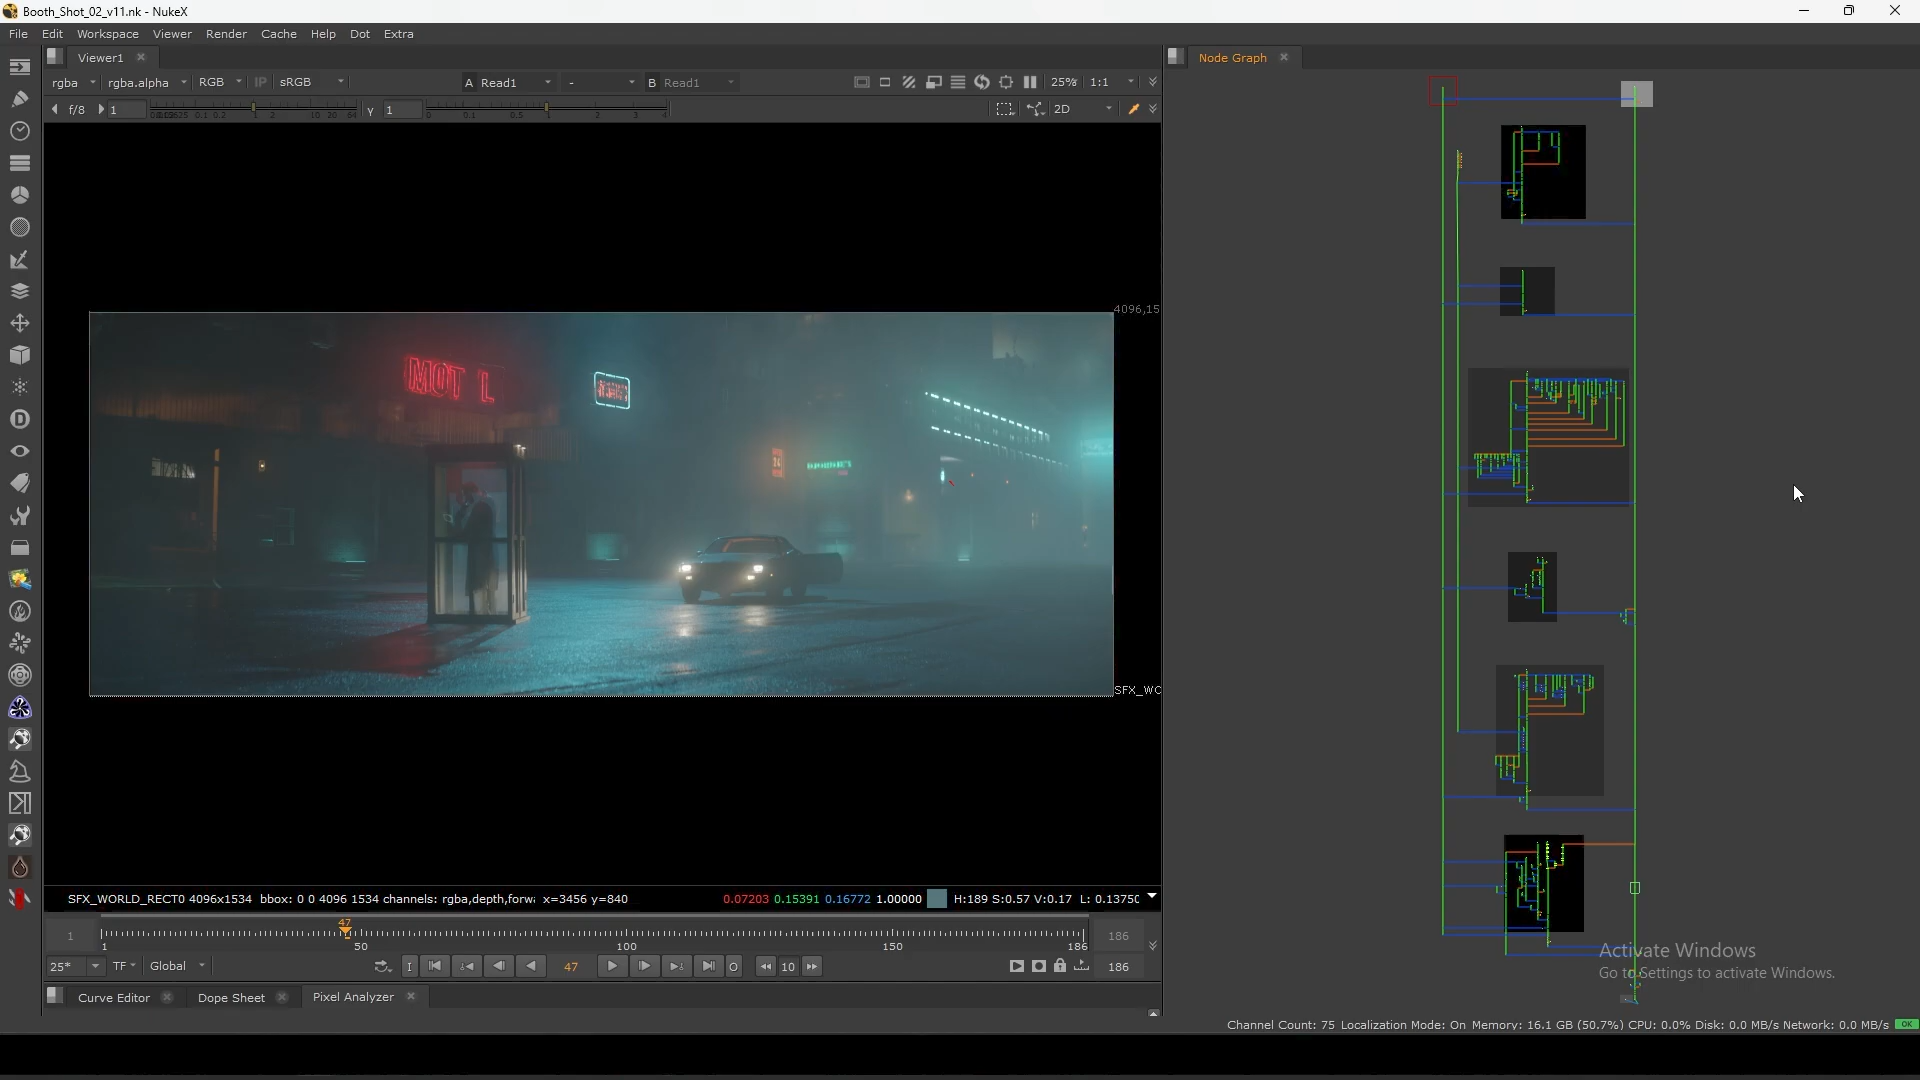 Booth_Shot_02_v11.nk - NukeX
File Edit Workspace Viewer Render Cache Help Dot Extra
Viewer1
Node Graph
rgba rgba.alpha RGB IP sRGB A Read1 - B Read1 25% 1:1
f/8 1 γ 1 2D
4096,15
MOT L
SFX_WC
SFX_WORLD_RECT0 4096x1534 bbox: 0 0 4096 1534 channels: rgba,depth,forw x=3456 y=840 0.07203 0.15391 0.16772 1.00000 H:189 S:0.57 V:0.17 L: 0.13750
47
1 186
1 50 100 150 186
25* TF Global I 47 O 10 186
Curve Editor Dope Sheet Pixel Analyzer
Activate Windows
Go to Settings to activate Windows.
Channel Count: 75 Localization Mode: On Memory: 16.1 GB (50.7%) CPU: 0.0% Disk: 0.0 MB/s Network: 0.0 MB/s OK